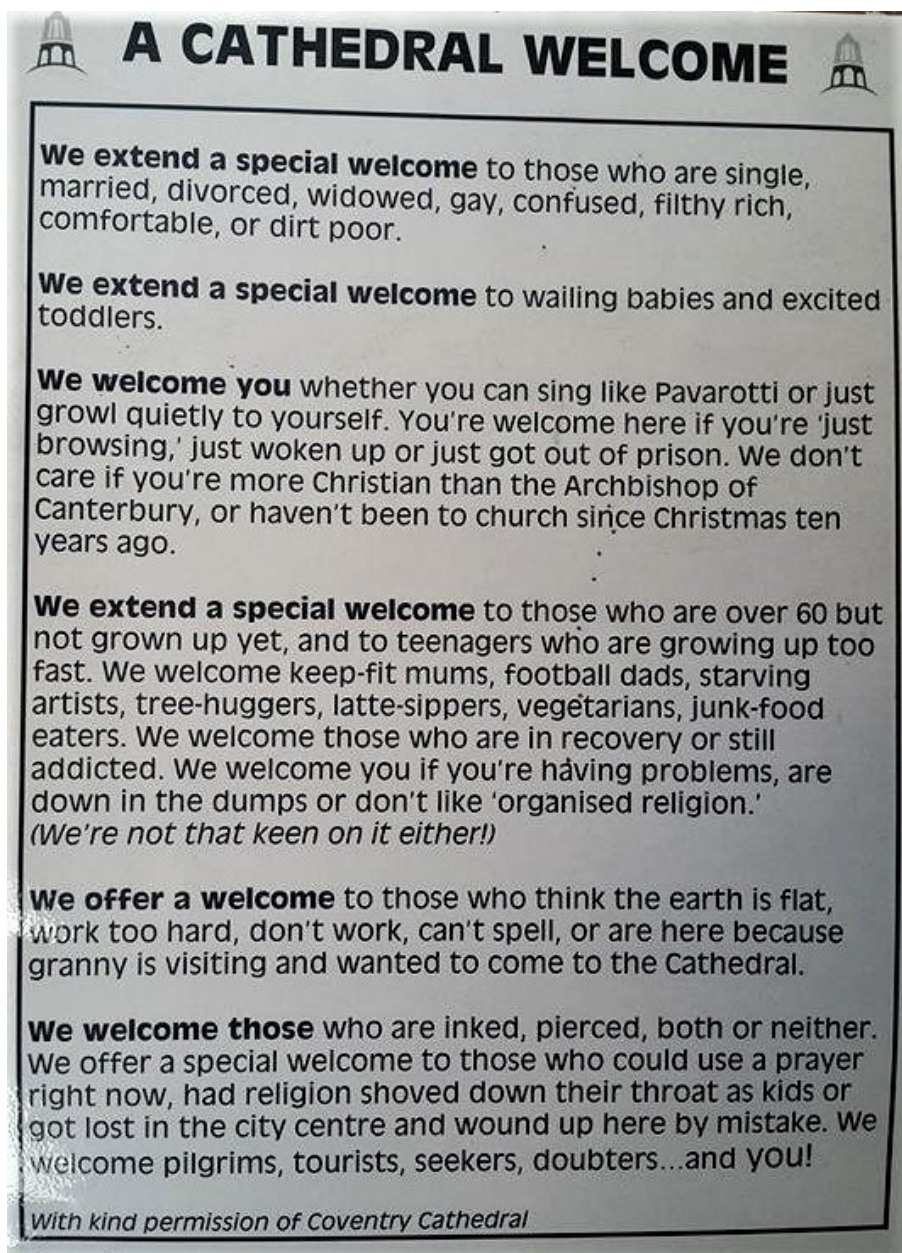 A CATHEDRAL WELCOME
We extend a special welcome to those who are single,
married, divorced, widowed, gay, confused, filthy rich,
comfortable, or dirt poor.
We extend a special welcome to wailing babies and excited
toddlers.
We welcome you whether you can sing like Pavarotti or just
growl quietly to yourself. You're welcome here if you're 'just
browsing,' just woken up or just got out of prison. We don't
care if you're more Christian than the Archbishop of
Canterbury, or haven't been to church since Christmas ten
years ago.
We extend a special welcome to those who are over 60 but
not grown up yet, and to teenagers who are growing up too
fast. We welcome keep-fit mums, football dads, starving
artists, tree-huggers, latte-sippers, vegetarians, junk-food
eaters. We welcome those who are in recovery or still
addicted. We welcome you if you're having problems, are
down in the dumps or don't like 'organised religion.'
(We're not that keen on it either!)
We offer a welcome to those who think the earth is flat,
work too hard, don't work, can't spell, or are here because
granny is visiting and wanted to come to the Cathedral.
We welcome those who are inked, pierced, both or neither.
We offer a special welcome to those who could use a prayer
right now, had religion shoved down their throat as kids or
got lost in the city centre and wound up here by mistake. We
welcome pilgrims, tourists, seekers, doubters...and you!
With kind permission of Coventry Cathedral